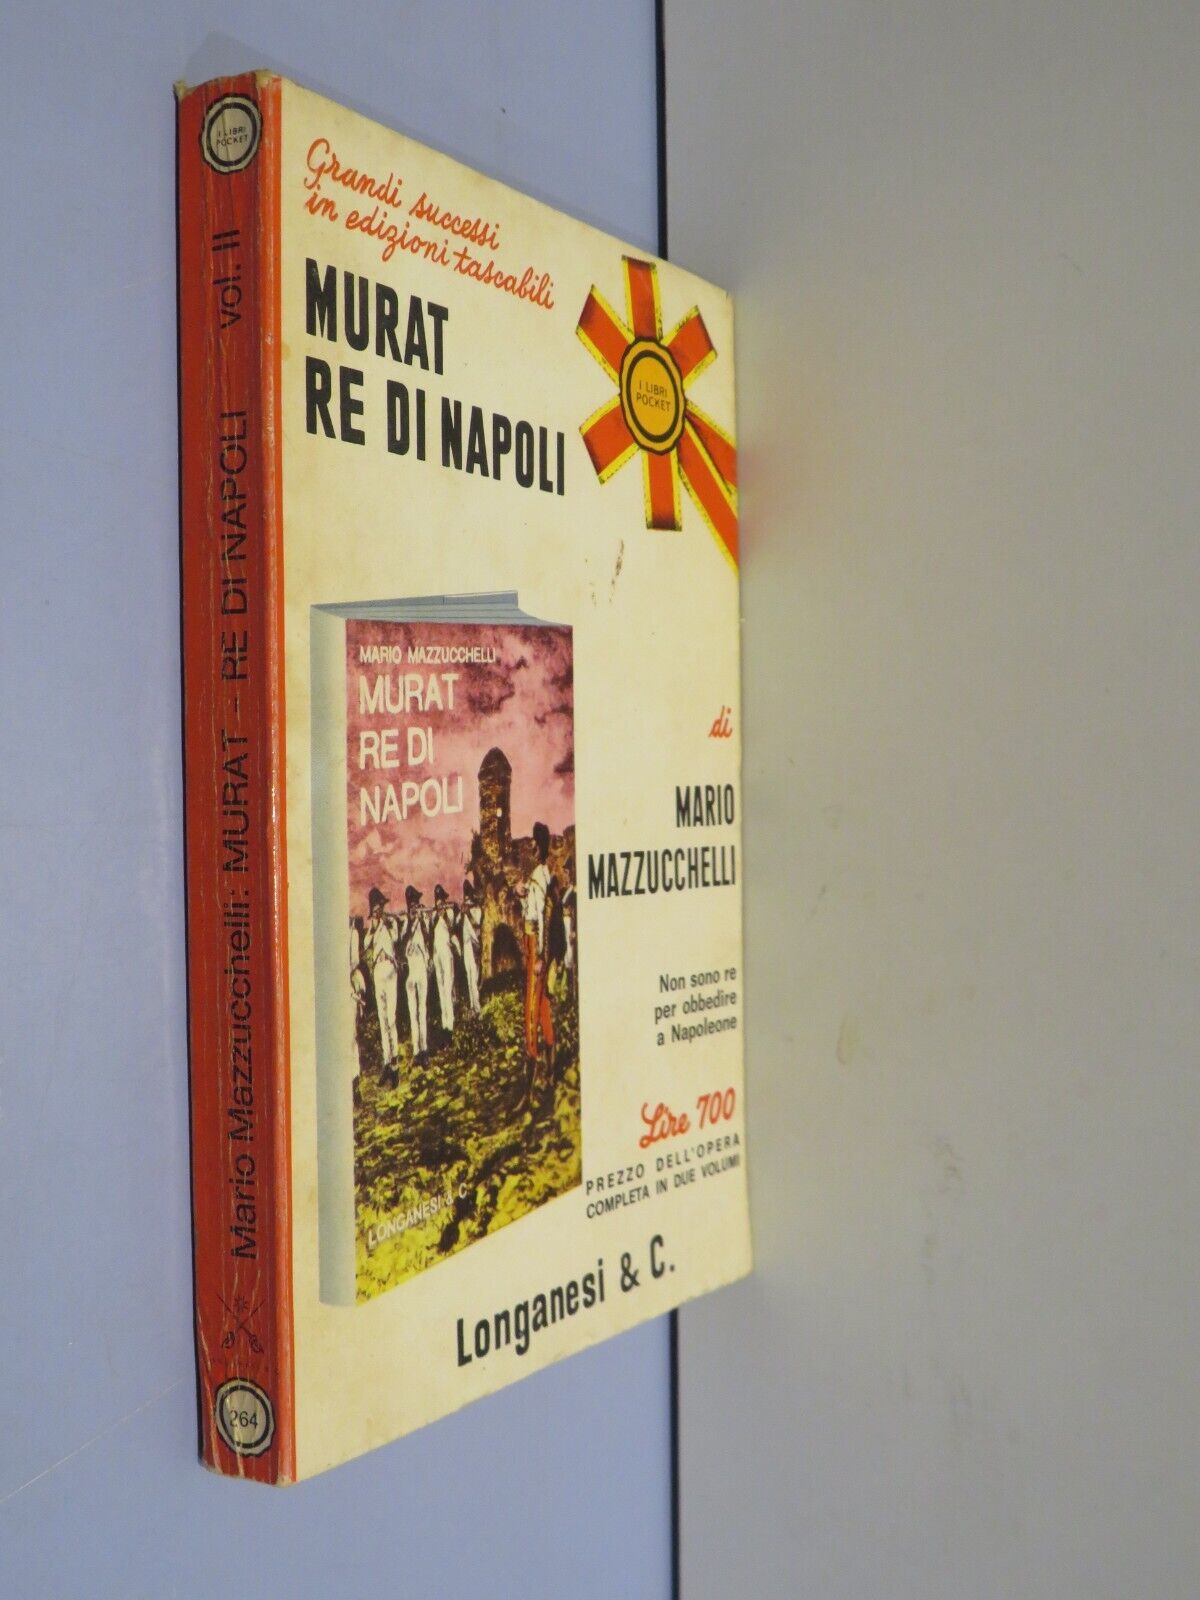 I LIBRI
POCKET
Mario Mazzucchelli: MURAT - RE DI NAPOLI vol. II
264
Grandi successi
in edizioni tascabili
MURAT
RE DI NAPOLI
I LIBRI
POCKET
MARIO MAZZUCCHELLI
MURAT
RE DI
NAPOLI
LONGANESI & C.
di
MARIO
MAZZUCCHELLI
Non sono re
per obbedire
a Napoleone
Lire 700
PREZZO DELL'OPERA
COMPLETA IN DUE VOLUMI
Longanesi & C.